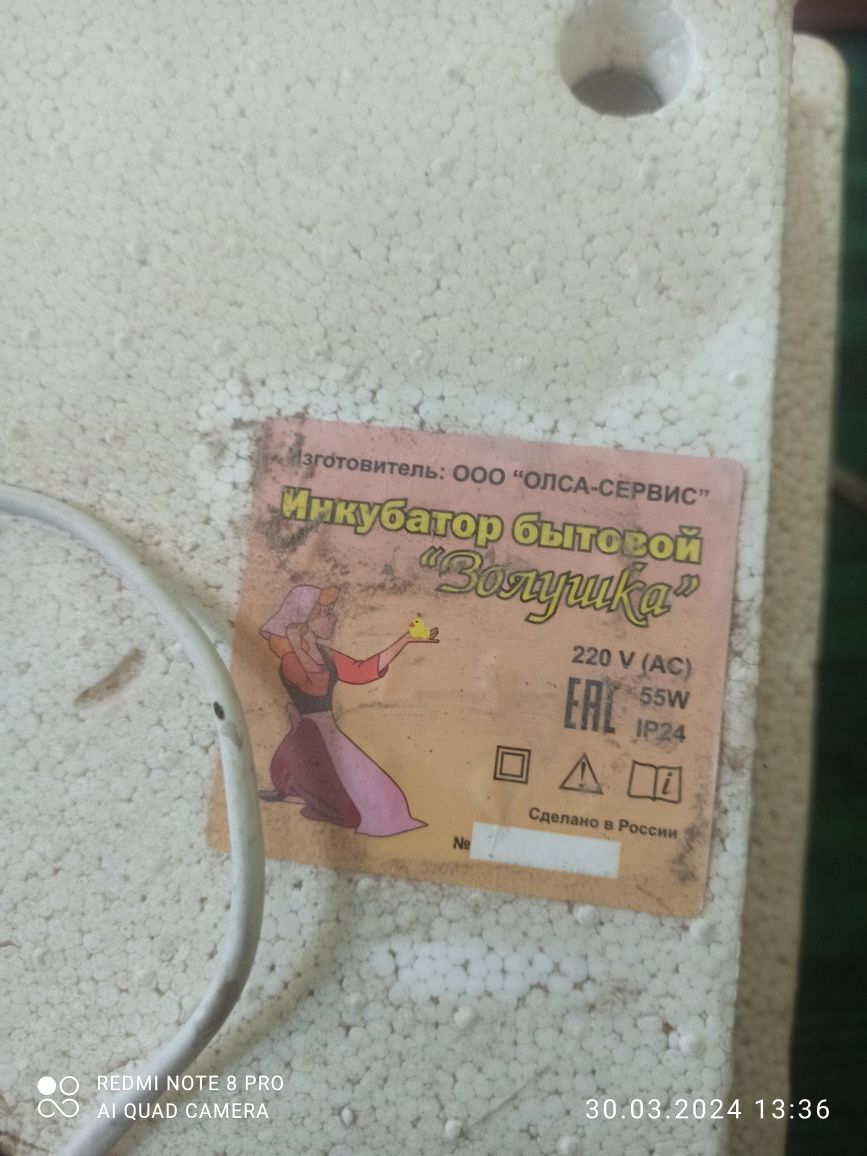 Изготовитель: ООО "ОЛСА-СЕРВИС"
Инкубатор бытовой
"Золушка"
220 V (AC)
EAC 55W
IP24
i
Сделано в России
№
REDMI NOTE 8 PRO
AI QUAD CAMERA
30.03.2024 13:36